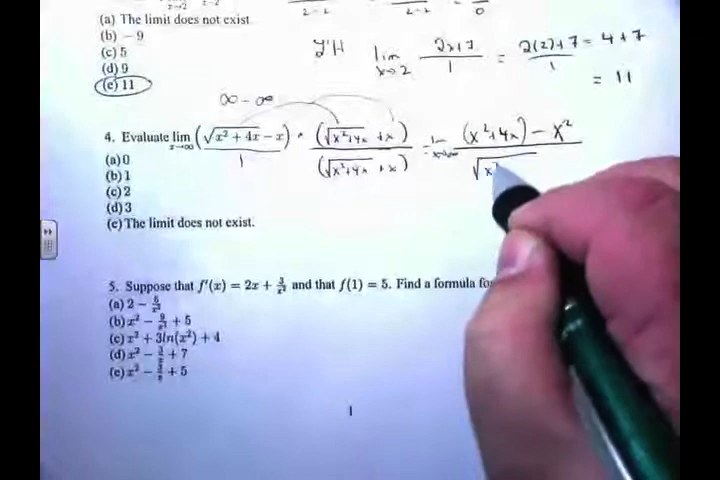 (a) The limit does not exist
(b) - 9
(c) 5
(d) 9
(e) 11
L'H lim x→2 2x+7 / 1 = 2(2)+7 / 1 = 4+7
= 11
∞ - ∞
4. Evaluate lim x→∞ (√x² + 4x - x) / 1 · (√x²+4x + x) / (√x²+4x + x) = lim x→∞ (x²+4x) - x² / √x²
(a) 0
(b) 1
(c) 2
(d) 3
(e) The limit does not exist.
5. Suppose that f'(x) = 2x + 3/x² and that f(1) = 5. Find a formula
(a) 2 - 6/x³
(b) x² - 9/x³ + 5
(c) x² + 3ln(x²) + 4
(d) x² - 3/x + 7
(e) x² - 3/x + 5
1